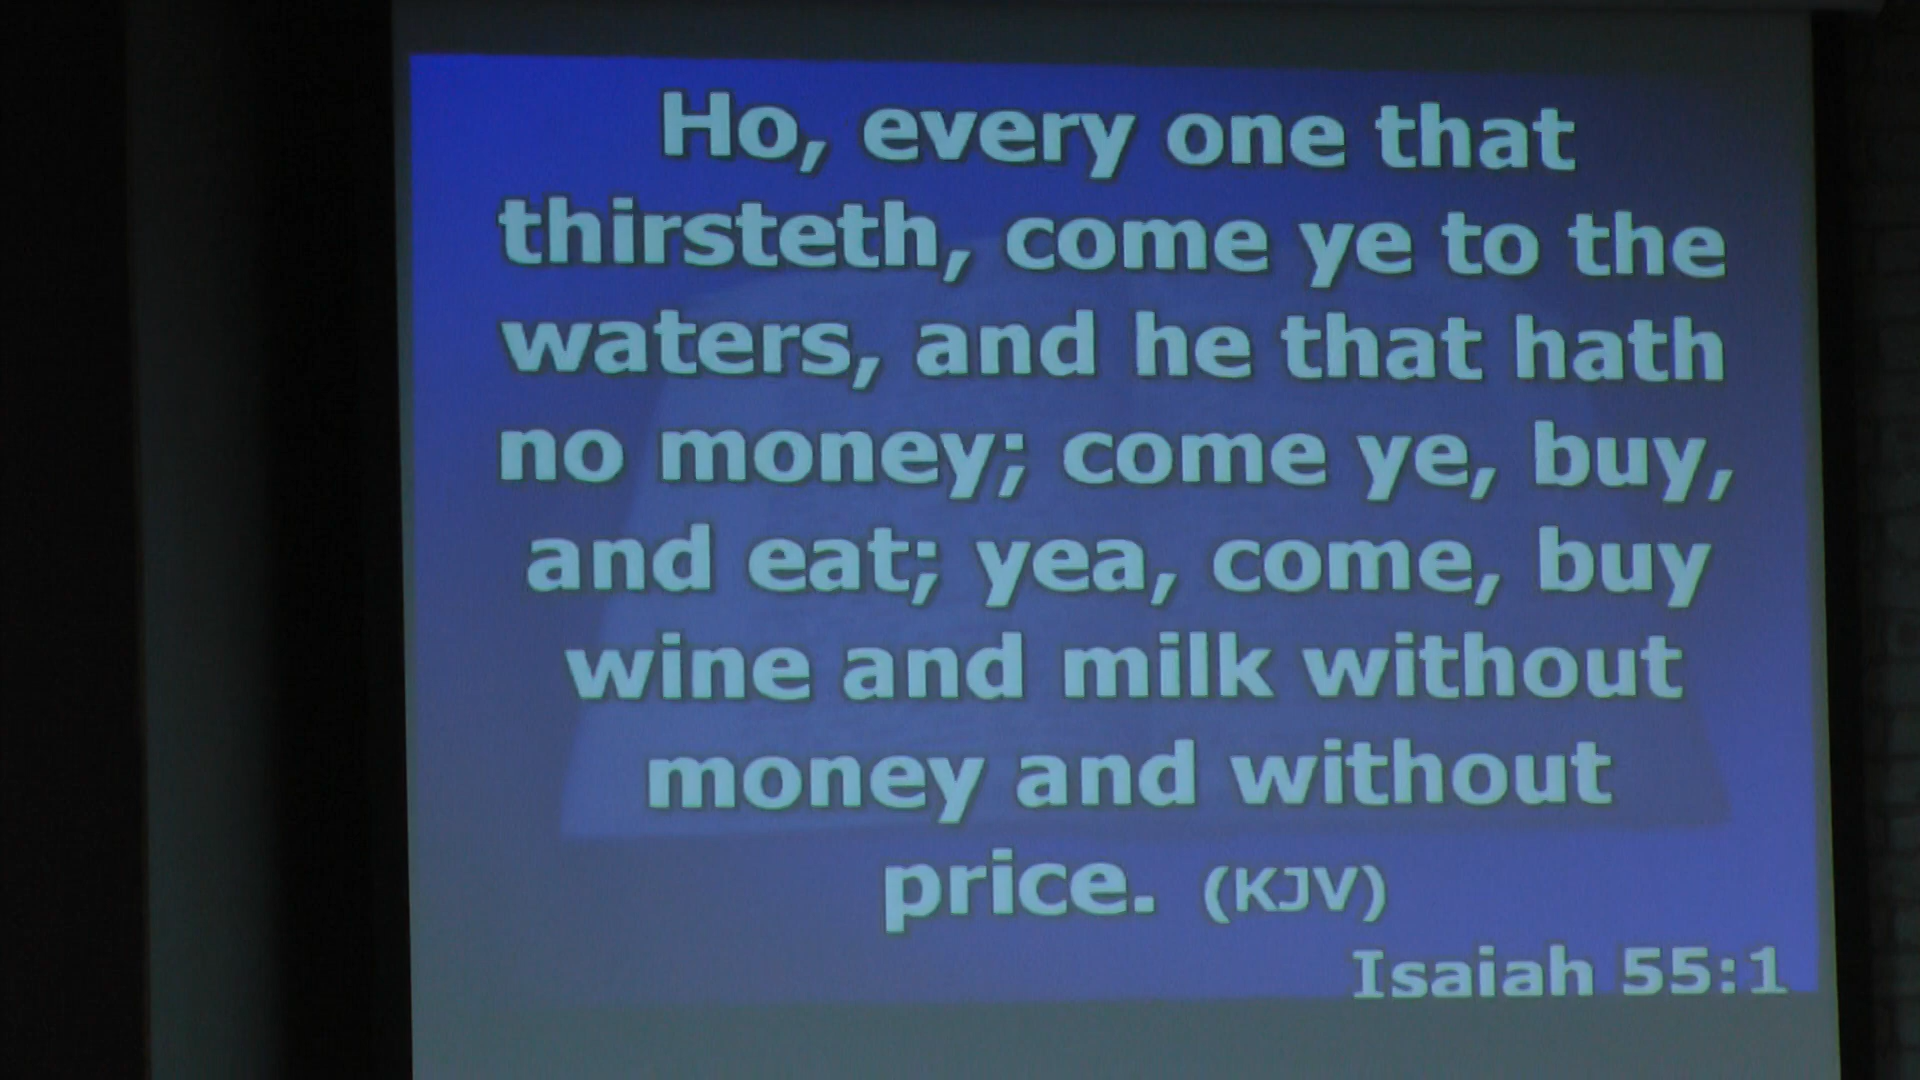 Ho, every one that
thirsteth, come ye to the
waters, and he that hath
no money; come ye, buy,
and eat; yea, come, buy
wine and milk without
money and without
price. (KJV)
Isaiah 55:1